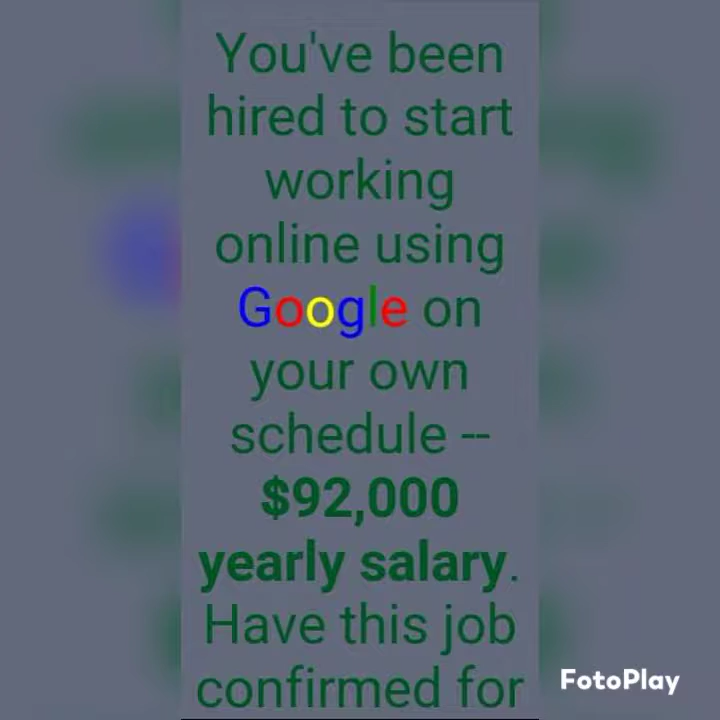 You've been
hired to start
working
online using
Google on
your own
schedule --
$92,000
yearly salary.
Have this job
confirmed for
FotoPlay